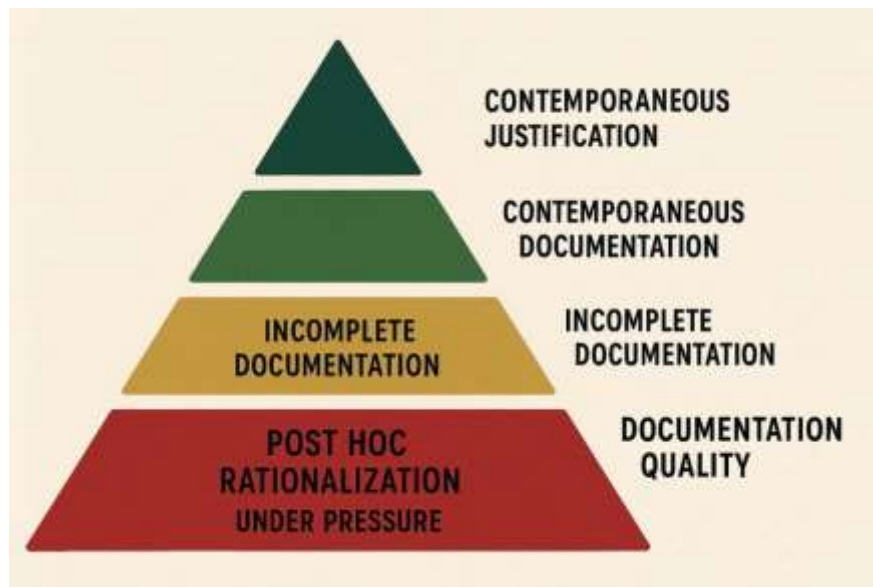 CONTEMPORANEOUS
JUSTIFICATION
CONTEMPORANEOUS
DOCUMENTATION
INCOMPLETE
DOCUMENTATION
INCOMPLETE
DOCUMENTATION
POST HOC
RATIONALIZATION
UNDER PRESSURE
DOCUMENTATION
QUALITY